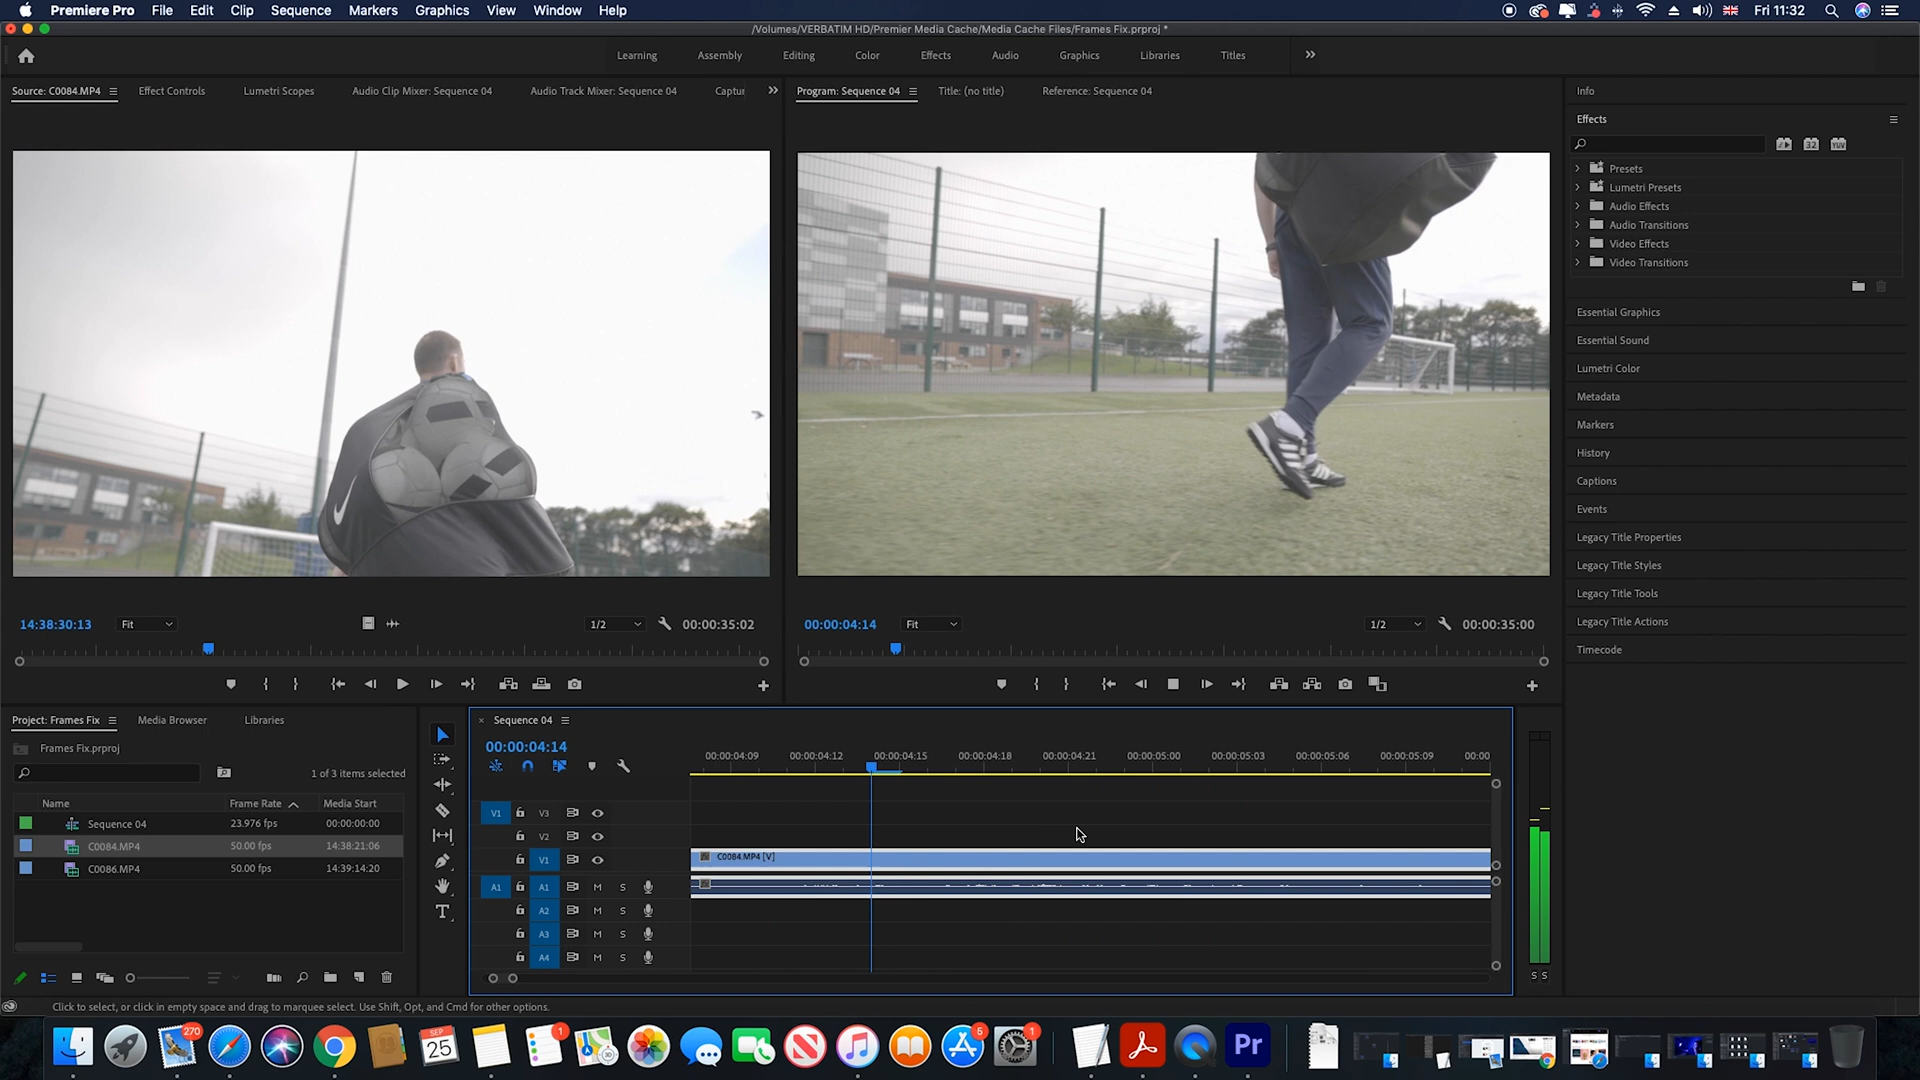 Premiere Pro File Edit Clip Sequence Markers Graphics View Window Help Fri 11:32
/Volumes/VERBATIM HD/Premier Media Cache/Media Cache Files/Frames Fix.prproj *
Learning Assembly Editing Color Effects Audio Graphics Libraries Titles
Source: C0084.MP4 Effect Controls Lumetri Scopes Audio Clip Mixer: Sequence 04 Audio Track Mixer: Sequence 04 Captur
Program: Sequence 04 Title: (no title) Reference: Sequence 04
Info
Effects
32 YUV
Presets
Lumetri Presets
Audio Effects
Audio Transitions
Video Effects
Video Transitions
Essential Graphics
Essential Sound
Lumetri Color
Metadata
Markers
History
Captions
Events
Legacy Title Properties
Legacy Title Styles
Legacy Title Tools
Legacy Title Actions
Timecode
14:38:30:13 Fit 1/2 00:00:35:02
00:00:04:14 Fit 1/2 00:00:35:00
Project: Frames Fix Media Browser Libraries
Frames Fix.prproj
1 of 3 items selected
Name Frame Rate Media Start
Sequence 04 23.976 fps 00:00:00:00
C0084.MP4 50.00 fps 14:38:21:06
C0086.MP4 50.00 fps 14:39:14:20
Sequence 04
00:00:04:14
00:00:04:09 00:00:04:12 00:00:04:15 00:00:04:18 00:00:04:21 00:00:05:00 00:00:05:03 00:00:05:06 00:00:05:09 00:00
V1 V3
V2
V1 C0084.MP4 [V]
A1 A1 M S
A2 M S
A3 M S
A4 M S
S S
Click to select, or click in empty space and drag to marquee select. Use Shift, Opt, and Cmd for other options.
270 SEP 25 1 5 1 Pr